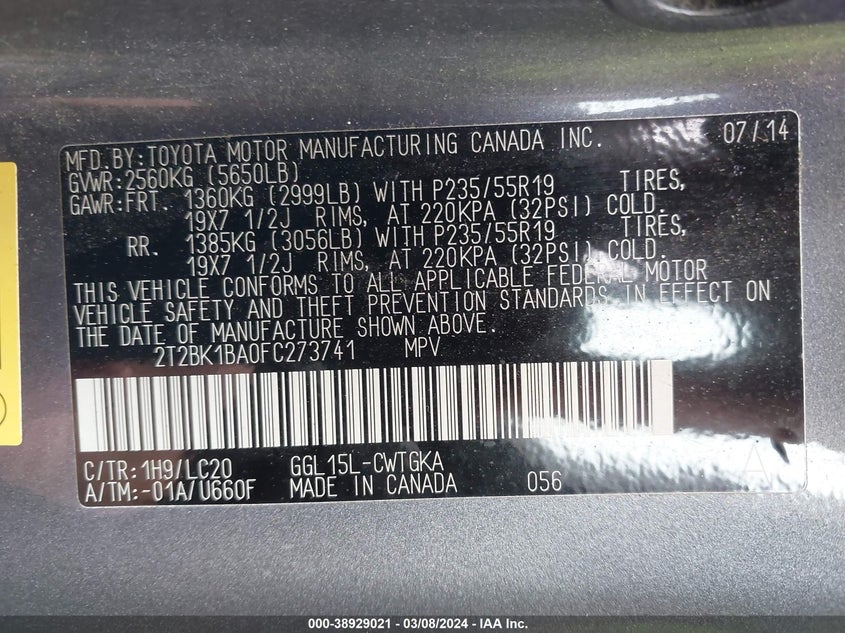 MFD.BY:TOYOTA MOTOR MANUFACTURING CANADA INC. 07/14
GVWR:2560KG (5650LB)
GAWR:FRT. 1360KG (2999LB) WITH P235/55R19 TIRES,
19X7 1/2J RIMS, AT 220KPA (32PSI) COLD.
RR. 1385KG (3056LB) WITH P235/55R19 TIRES,
19X7 1/2J RIMS, AT 220KPA (32PSI) COLD.
THIS VEHICLE CONFORMS TO ALL APPLICABLE FEDERAL MOTOR
VEHICLE SAFETY AND THEFT PREVENTION STANDARDS IN EFFECT ON
THE DATE OF MANUFACTURE SHOWN ABOVE.
2T2BK1BA0FC273741 MPV
C/TR:1H9/LC20 GGL15L-CWTGKA
A/TM:-01A/U660F MADE IN CANADA 056
A
000-38929021 - 03/08/2024 - IAA Inc.